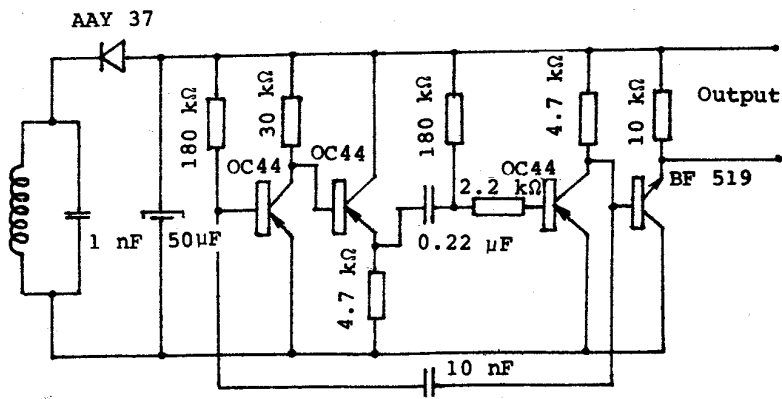 AAY 37
180 kΩ
30 kΩ
180 kΩ
4.7 kΩ
10 kΩ
Output
OC44
OC44
OC44
2.2 kΩ
BF 519
1 nF
50µF
0.22 µF
4.7 kΩ
10 nF